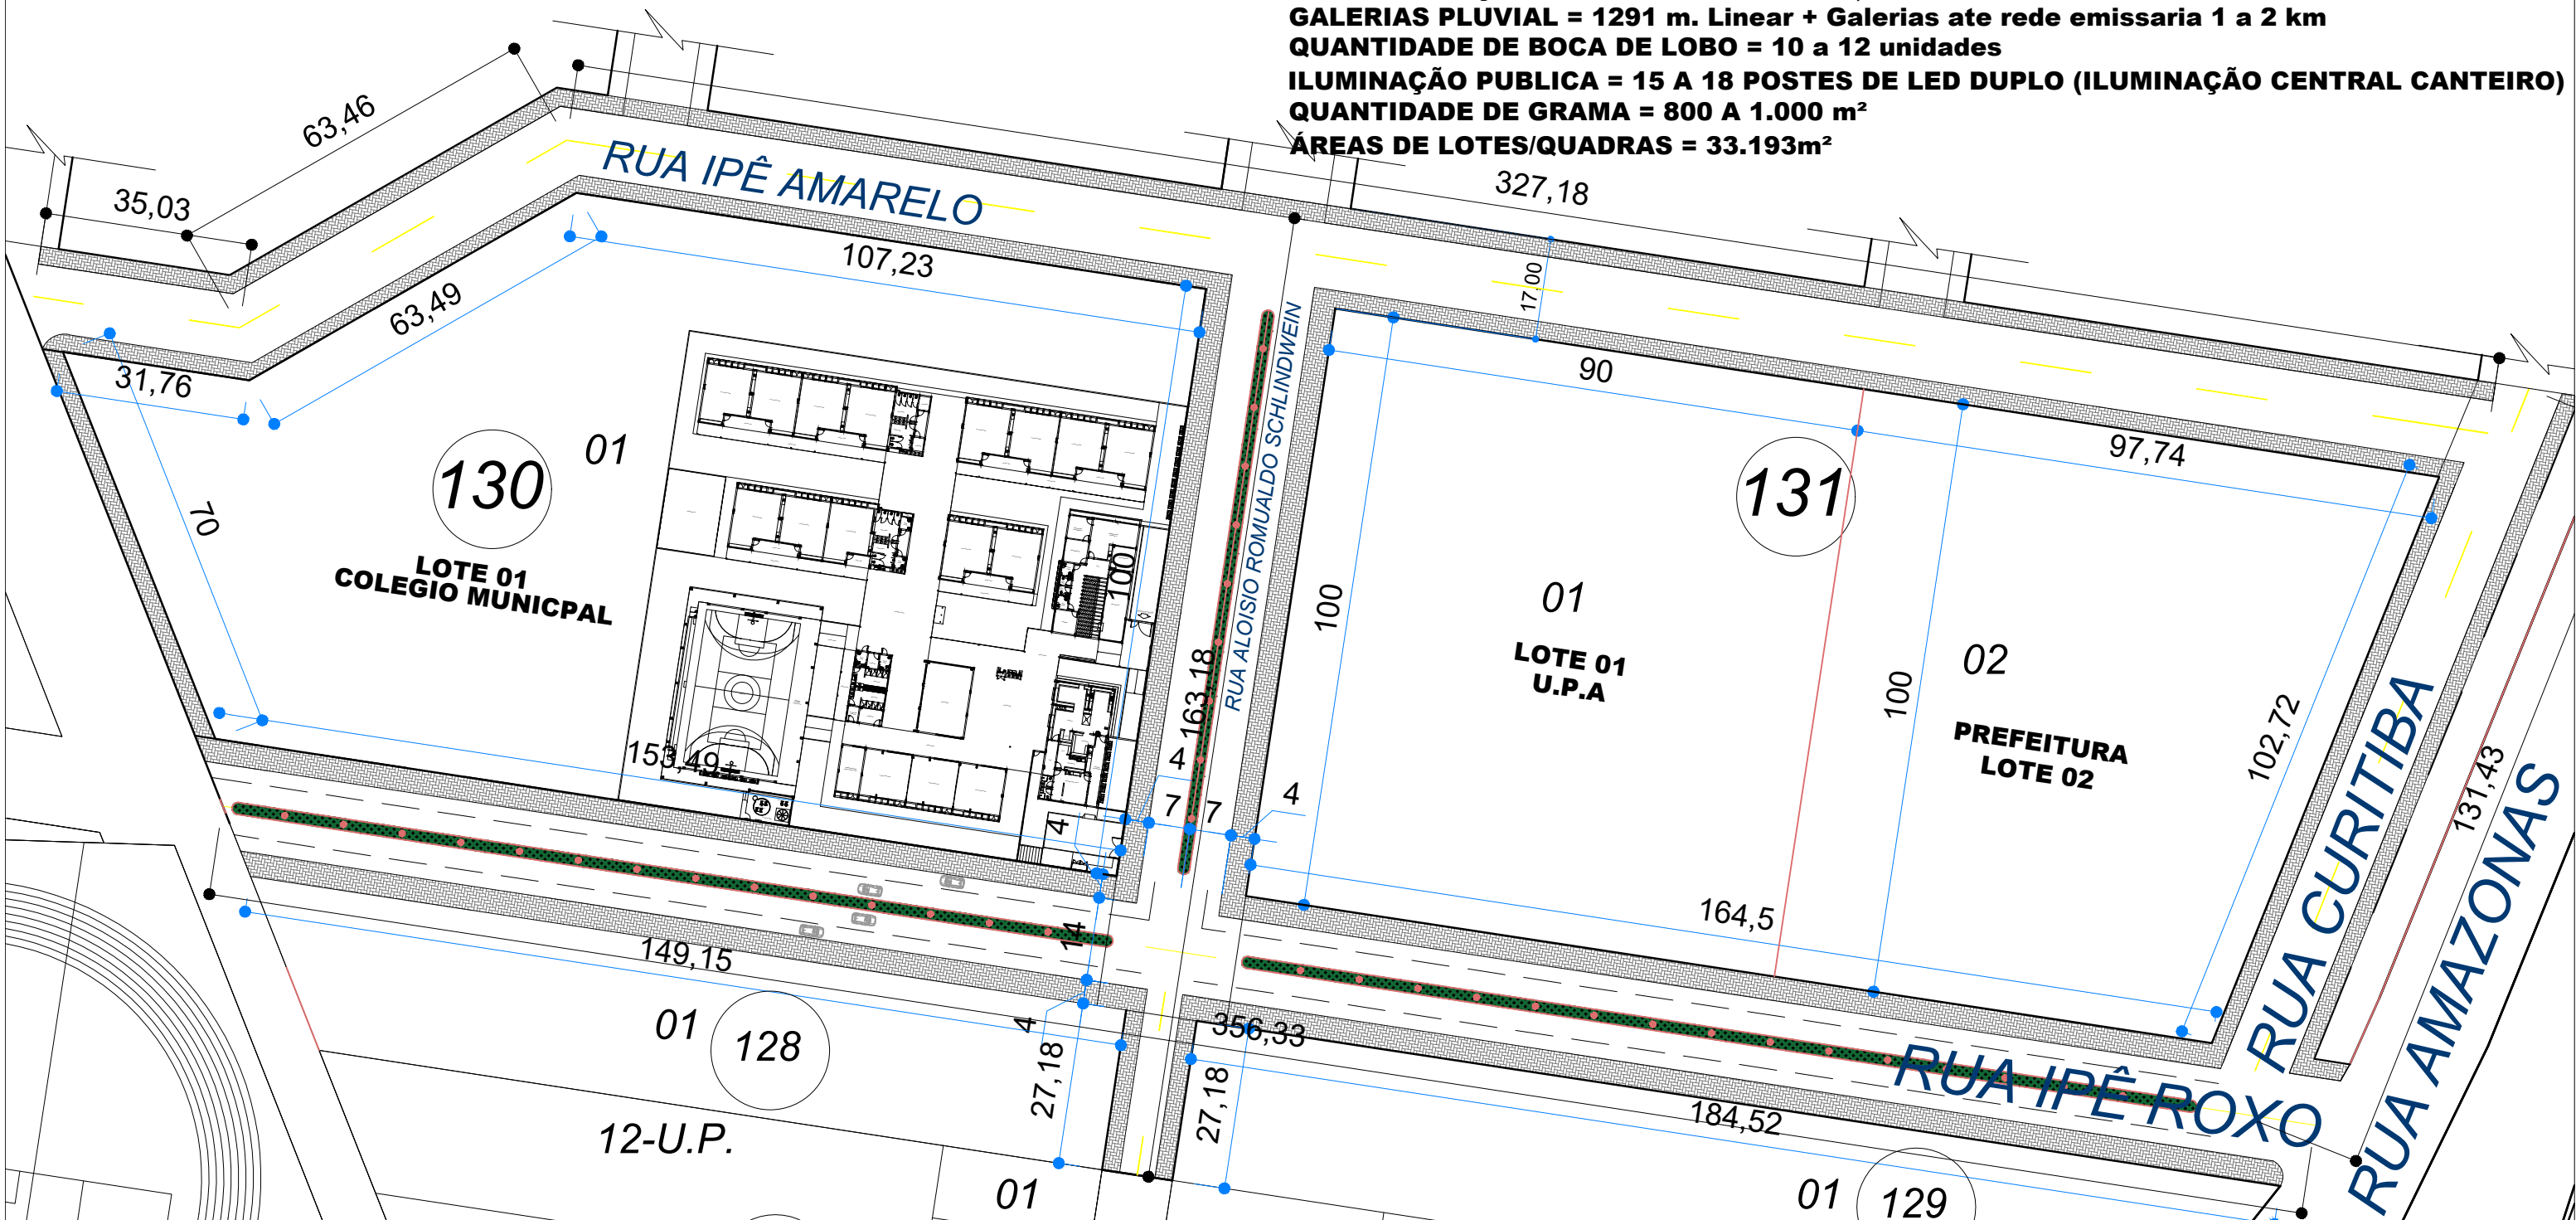 GALERIAS PLUVIAL = 1291 m. Linear + Galerias ate rede emissaria 1 a 2 km
QUANTIDADE DE BOCA DE LOBO = 10 a 12 unidades
ILUMINAÇÃO PUBLICA = 15 A 18 POSTES DE LED DUPLO (ILUMINAÇÃO CENTRAL CANTEIRO)
QUANTIDADE DE GRAMA = 800 A 1.000 m²
ÁREAS DE LOTES/QUADRAS = 33.193m²
63,46
35,03
RUA IPÊ AMARELO
327,18
107,23
63,49
31,76
17,00
90
97,74
RUA ALOISIO ROMUALDO SCHLINDWEIN
130
01
70
LOTE 01
COLEGIO MUNICPAL
100
131
01
LOTE 01
U.P.A
100
100
02
PREFEITURA
LOTE 02
102,72
RUA CURITIBA
131,43
RUA AMAZONAS
153,49
163,18
4
7
7
4
4
14
164,5
149,15
4
27,18
356,33
27,18
RUA IPÊ ROXO
184,52
01
128
12-U.P.
01
01
129